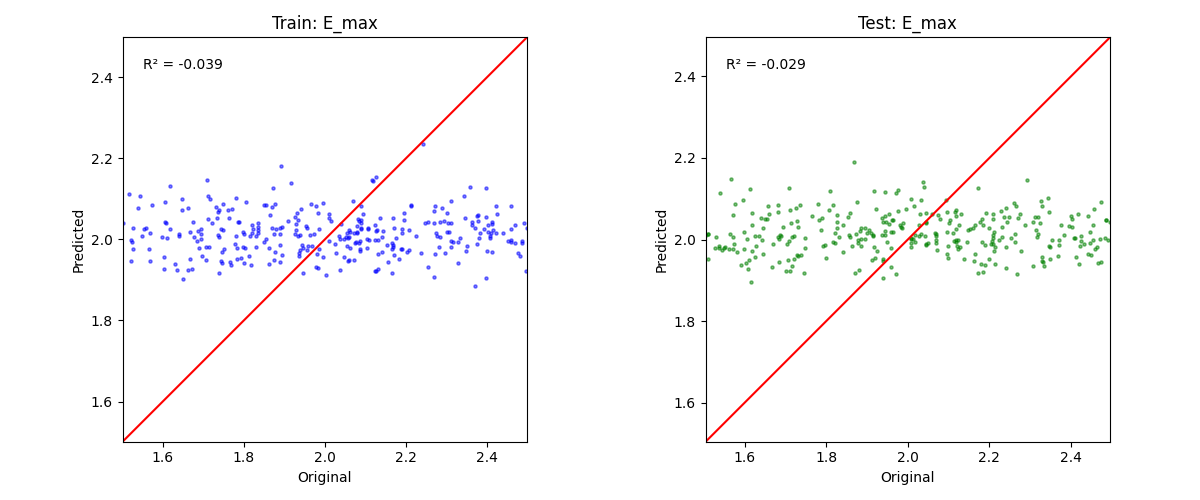 Train: E_max
R² = -0.039
2.4
2.2
2.0
1.8
1.6
Predicted
1.6 1.8 2.0 2.2 2.4
Original
Test: E_max
R² = -0.029
2.4
2.2
2.0
1.8
1.6
Predicted
1.6 1.8 2.0 2.2 2.4
Original